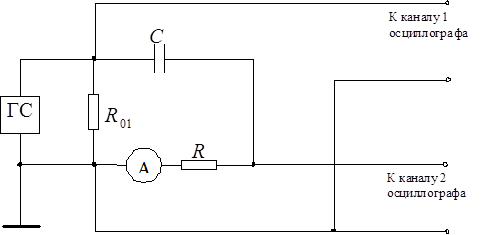 К каналу 1
осциллографа
C
ГС
R01
A
R
К каналу 2
осциллографа